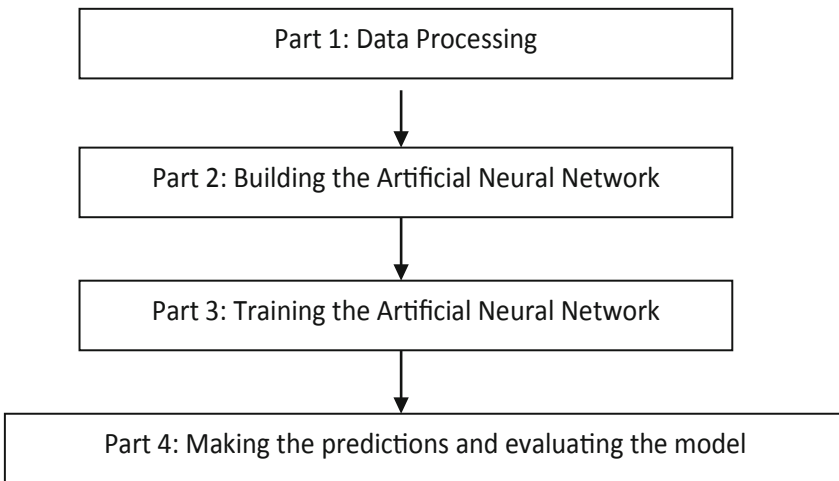 Part 1: Data Processing
Part 2: Building the Artificial Neural Network
Part 3: Training the Artificial Neural Network
Part 4: Making the predictions and evaluating the model